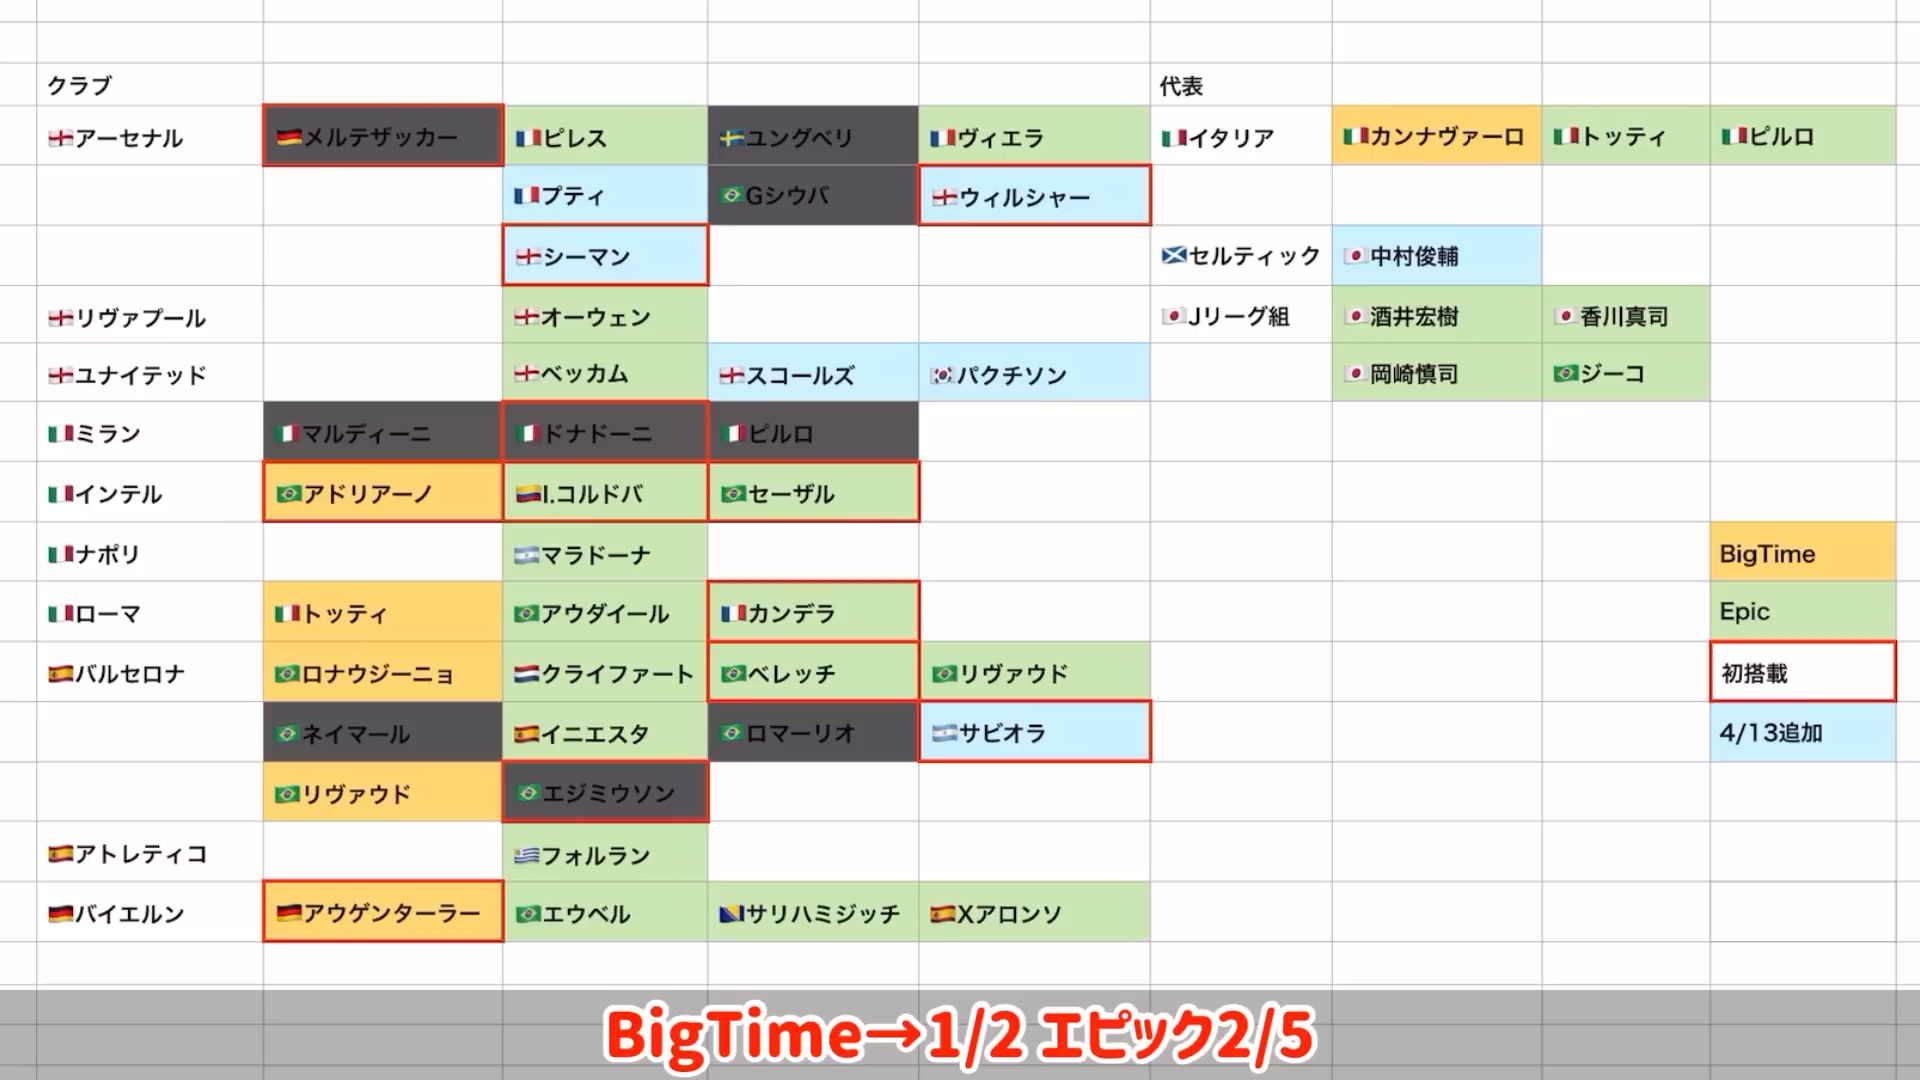 クラブ 代表
アーセナル メルテザッカー ピレス ユングベリ ヴィエラ イタリア カンナヴァーロ トッティ ピルロ
プティ Gシウバ ウィルシャー
シーマン セルティック 中村俊輔
リヴァプール オーウェン Jリーグ組 酒井宏樹 香川真司
ユナイテッド ベッカム スコールズ パクチソン 岡崎慎司 ジーコ
ミラン マルディーニ ドナドーニ ピルロ
インテル アドリアーノ I.コルドバ セーザル
ナポリ マラドーナ BigTime
ローマ トッティ アウダイール カンデラ Epic
バルセロナ ロナウジーニョ クライファート ベレッチ リヴァウド 初搭載
ネイマール イニエスタ ロマーリオ サビオラ 4/13追加
リヴァウド エジミウソン
アトレティコ フォルラン
バイエルン アウゲンターラー エウベル サリハミジッチ Xアロンソ
BigTime→1/2 エピック2/5